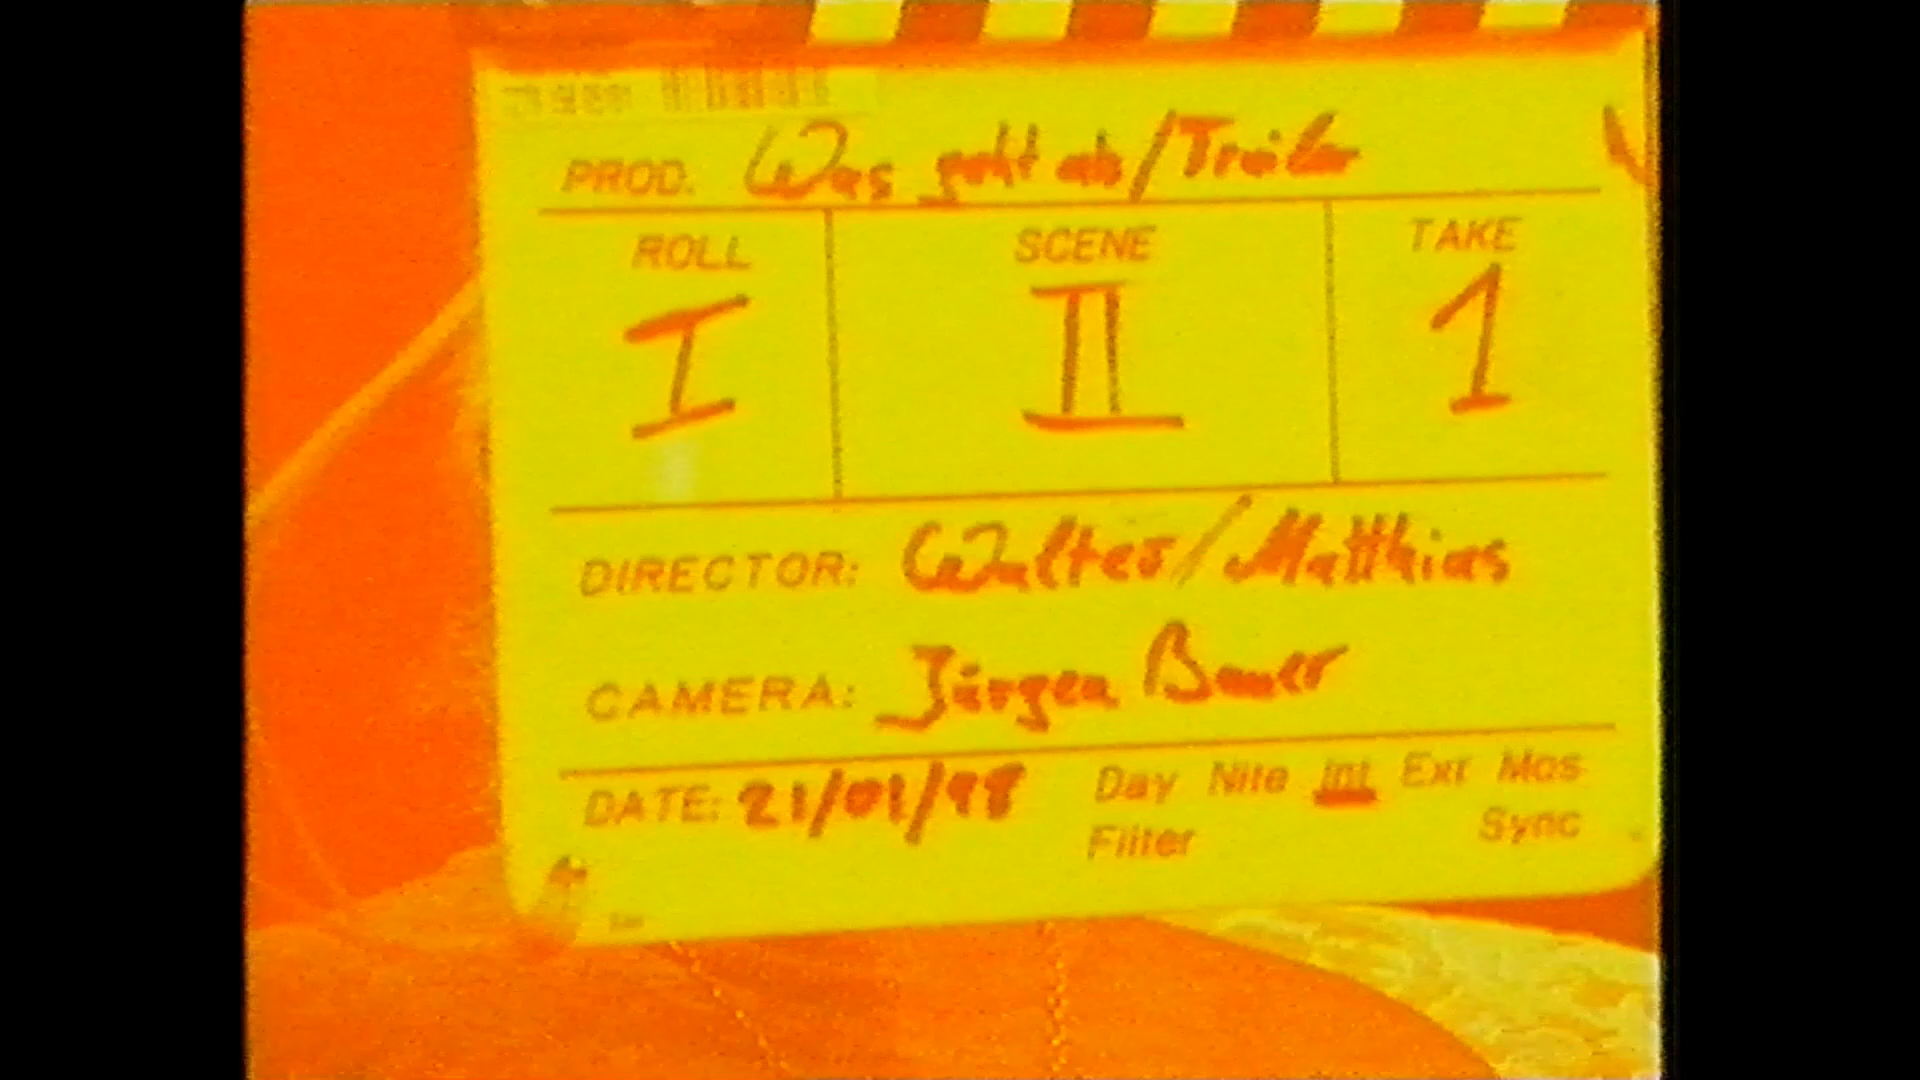 PROD. Was geht ab/Trailer
ROLL SCENE TAKE
I II 1
DIRECTOR: Walter/Matthias
CAMERA: Jürgen Bauer
DATE: 21/01/98 Day Nite Int Ext Mos
Filter Sync